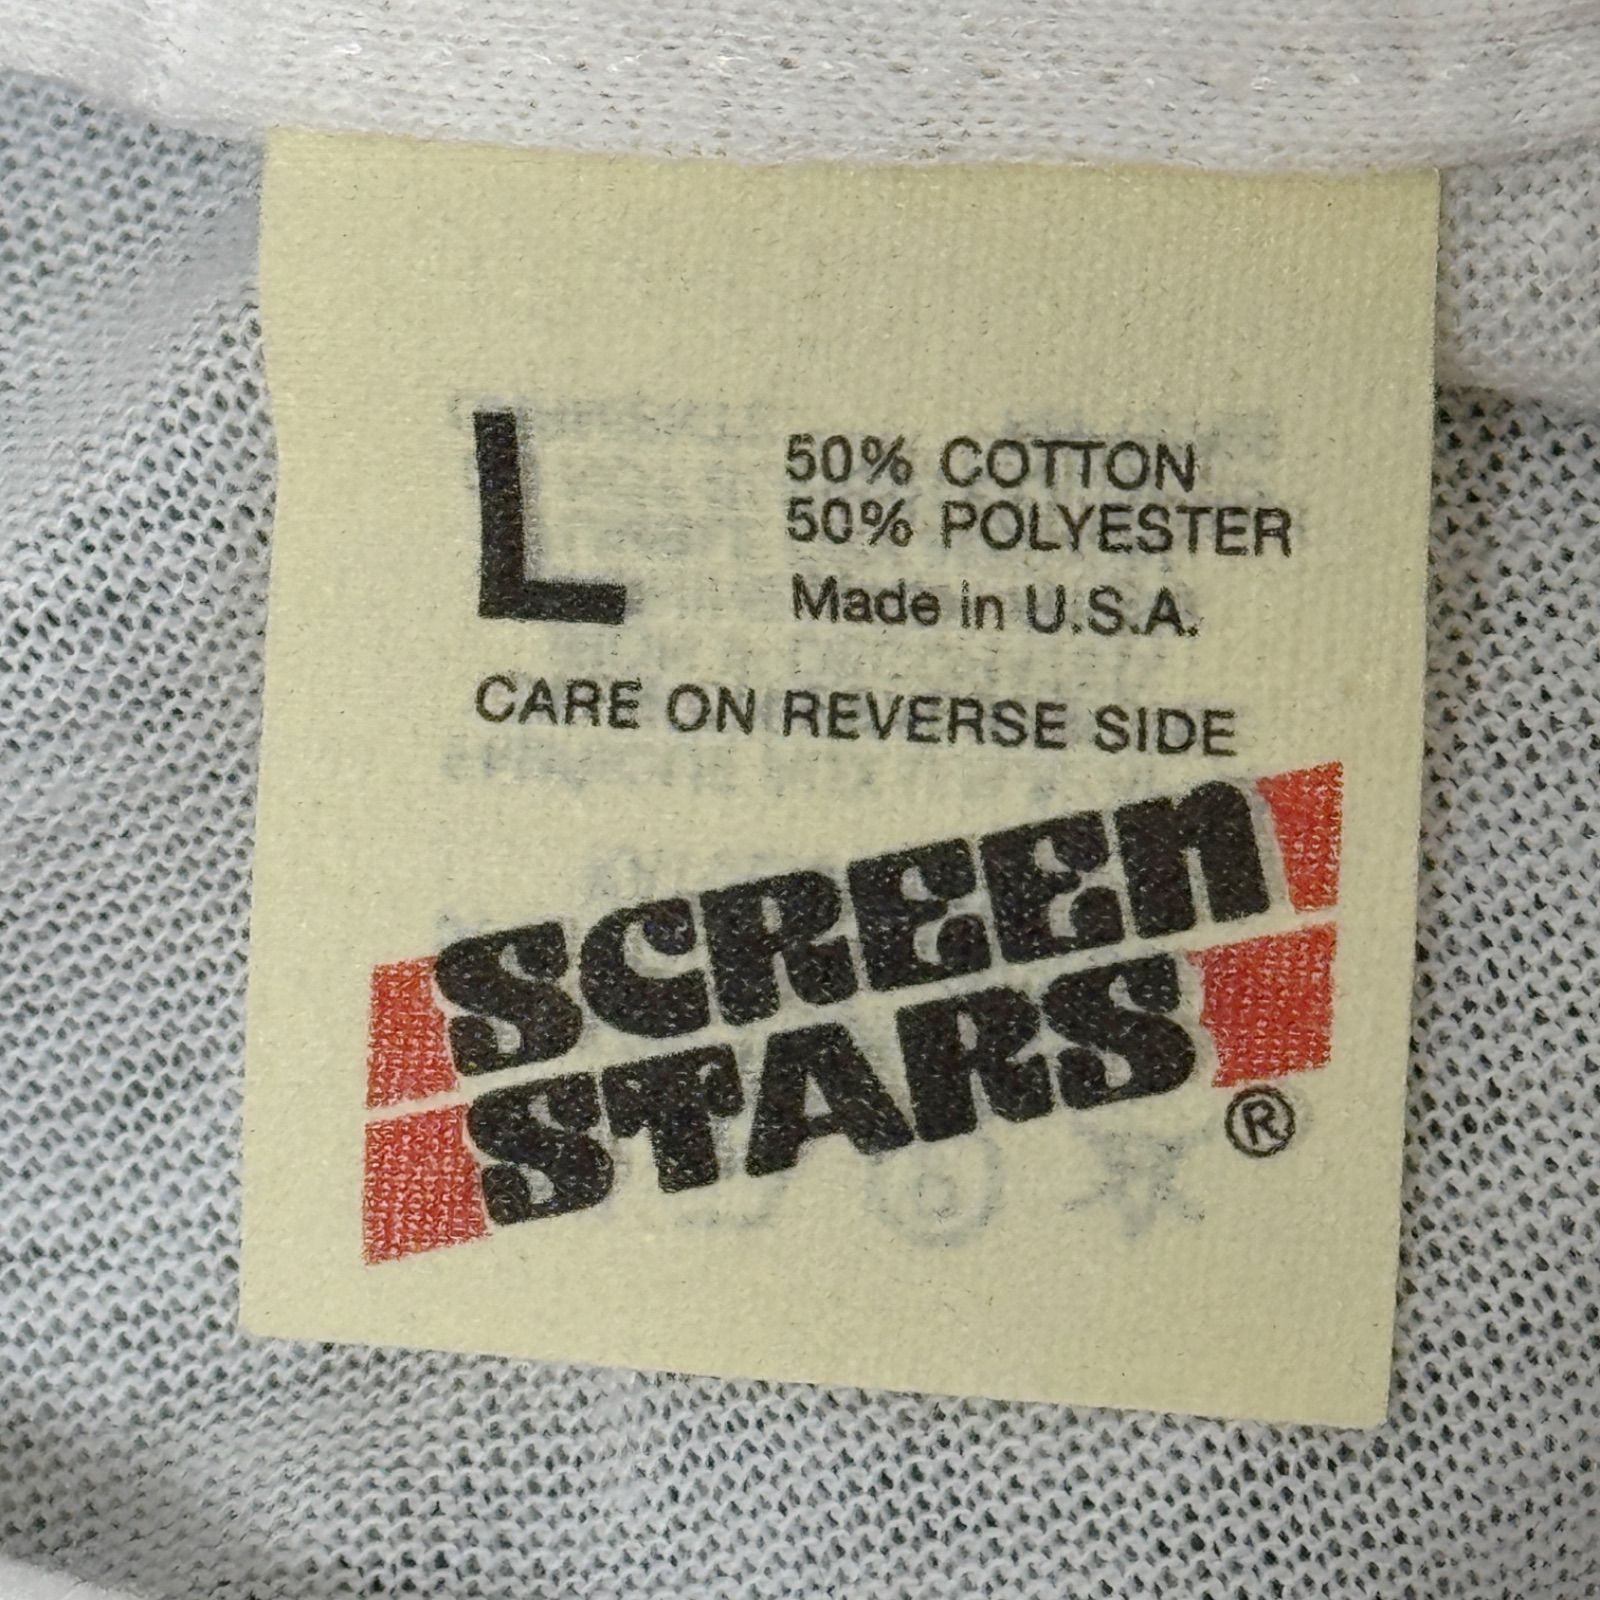 L
50% COTTON
50% POLYESTER
Made in U.S.A.
CARE ON REVERSE SIDE
SCREEN
STARS
®